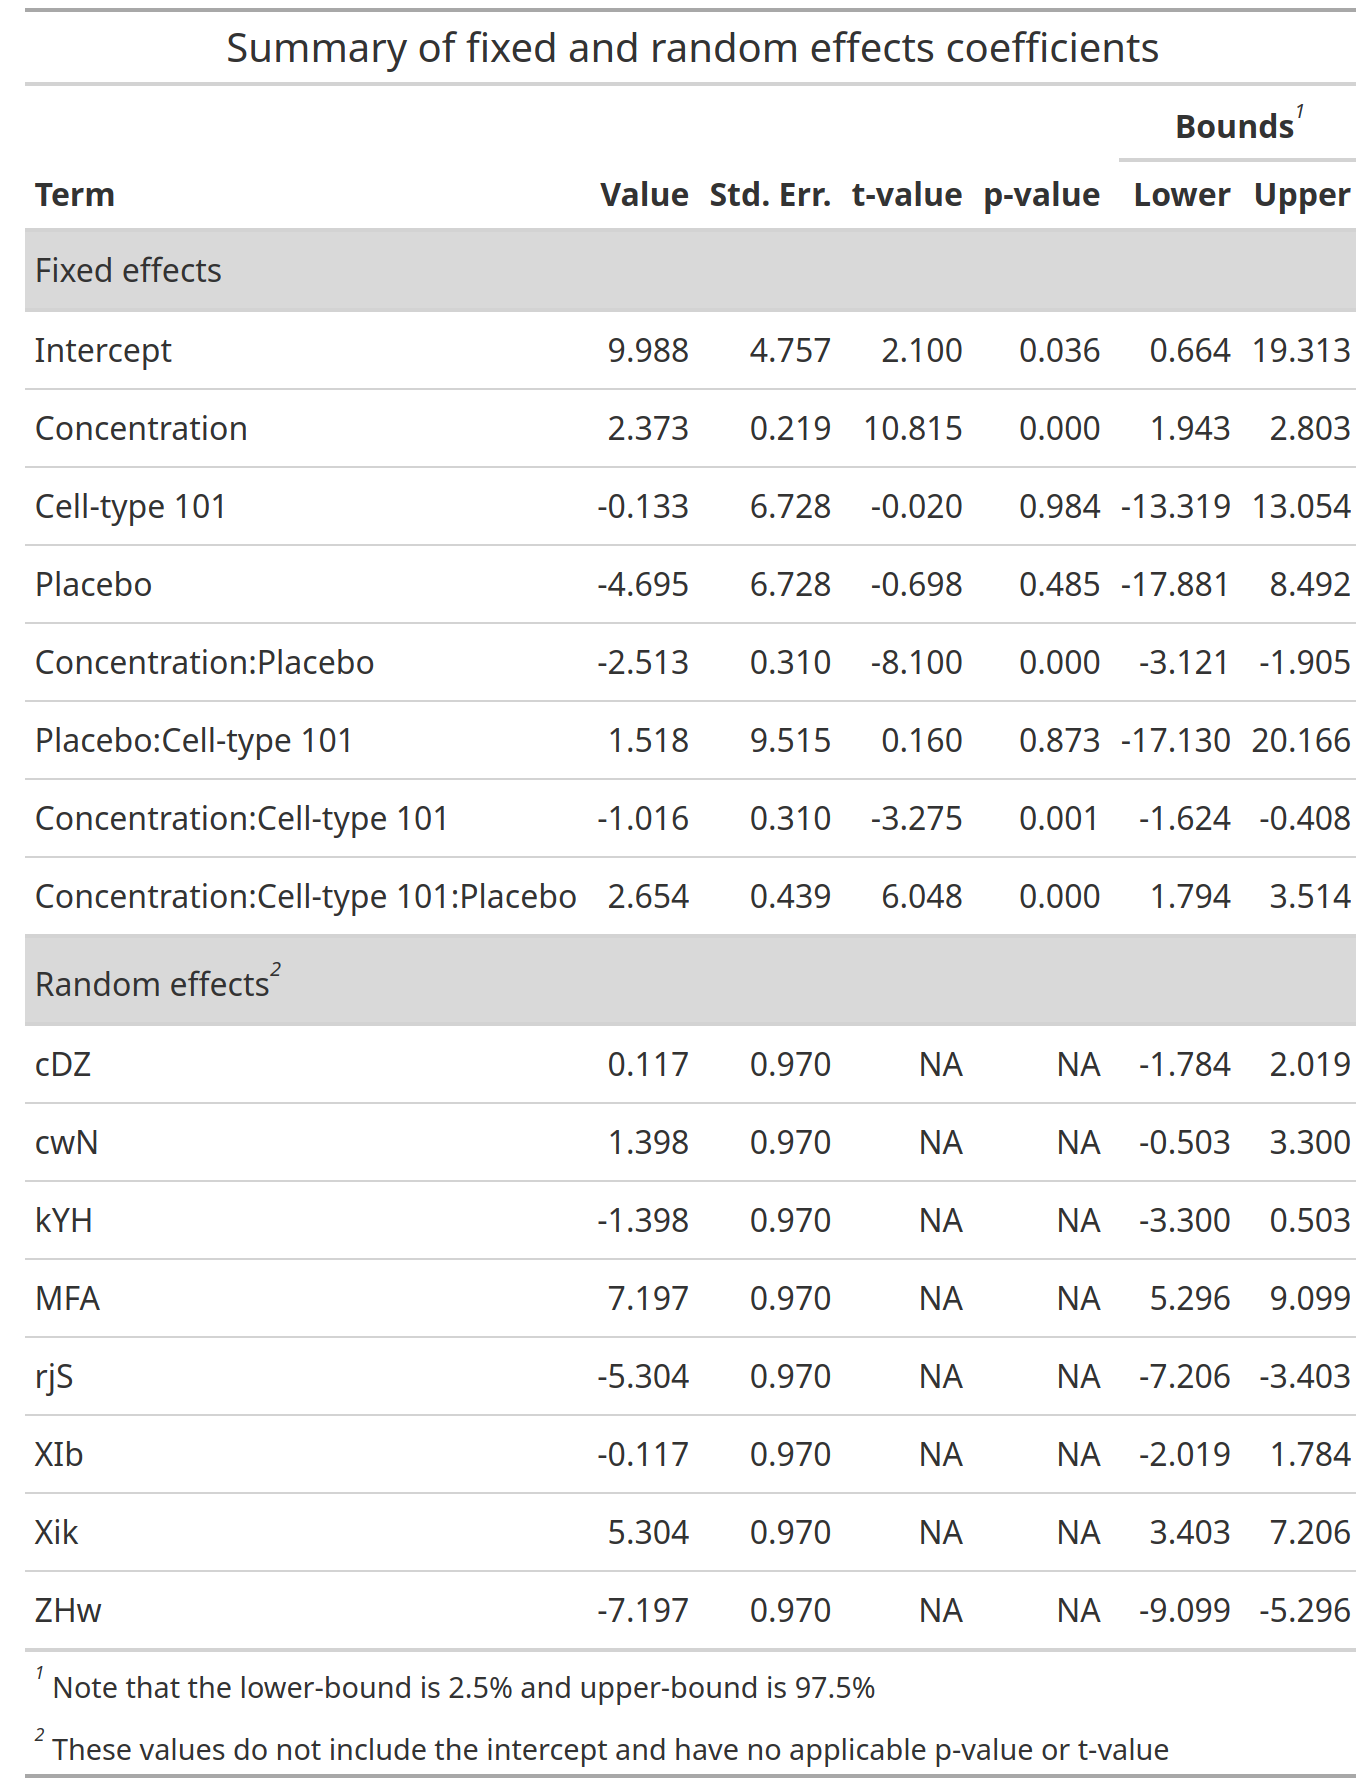 Summary of fixed and random effects coefficients
Bounds1
Term Value Std. Err. t-value p-value Lower Upper
Fixed effects
Intercept 9.988 4.757 2.100 0.036 0.664 19.313
Concentration 2.373 0.219 10.815 0.000 1.943 2.803
Cell-type 101 -0.133 6.728 -0.020 0.984 -13.319 13.054
Placebo -4.695 6.728 -0.698 0.485 -17.881 8.492
Concentration:Placebo -2.513 0.310 -8.100 0.000 -3.121 -1.905
Placebo:Cell-type 101 1.518 9.515 0.160 0.873 -17.130 20.166
Concentration:Cell-type 101 -1.016 0.310 -3.275 0.001 -1.624 -0.408
Concentration:Cell-type 101:Placebo 2.654 0.439 6.048 0.000 1.794 3.514
Random effects2
cDZ 0.117 0.970 NA NA -1.784 2.019
cwN 1.398 0.970 NA NA -0.503 3.300
kYH -1.398 0.970 NA NA -3.300 0.503
MFA 7.197 0.970 NA NA 5.296 9.099
rjS -5.304 0.970 NA NA -7.206 -3.403
XIb -0.117 0.970 NA NA -2.019 1.784
Xik 5.304 0.970 NA NA 3.403 7.206
ZHw -7.197 0.970 NA NA -9.099 -5.296
1 Note that the lower-bound is 2.5% and upper-bound is 97.5%
2 These values do not include the intercept and have no applicable p-value or t-value